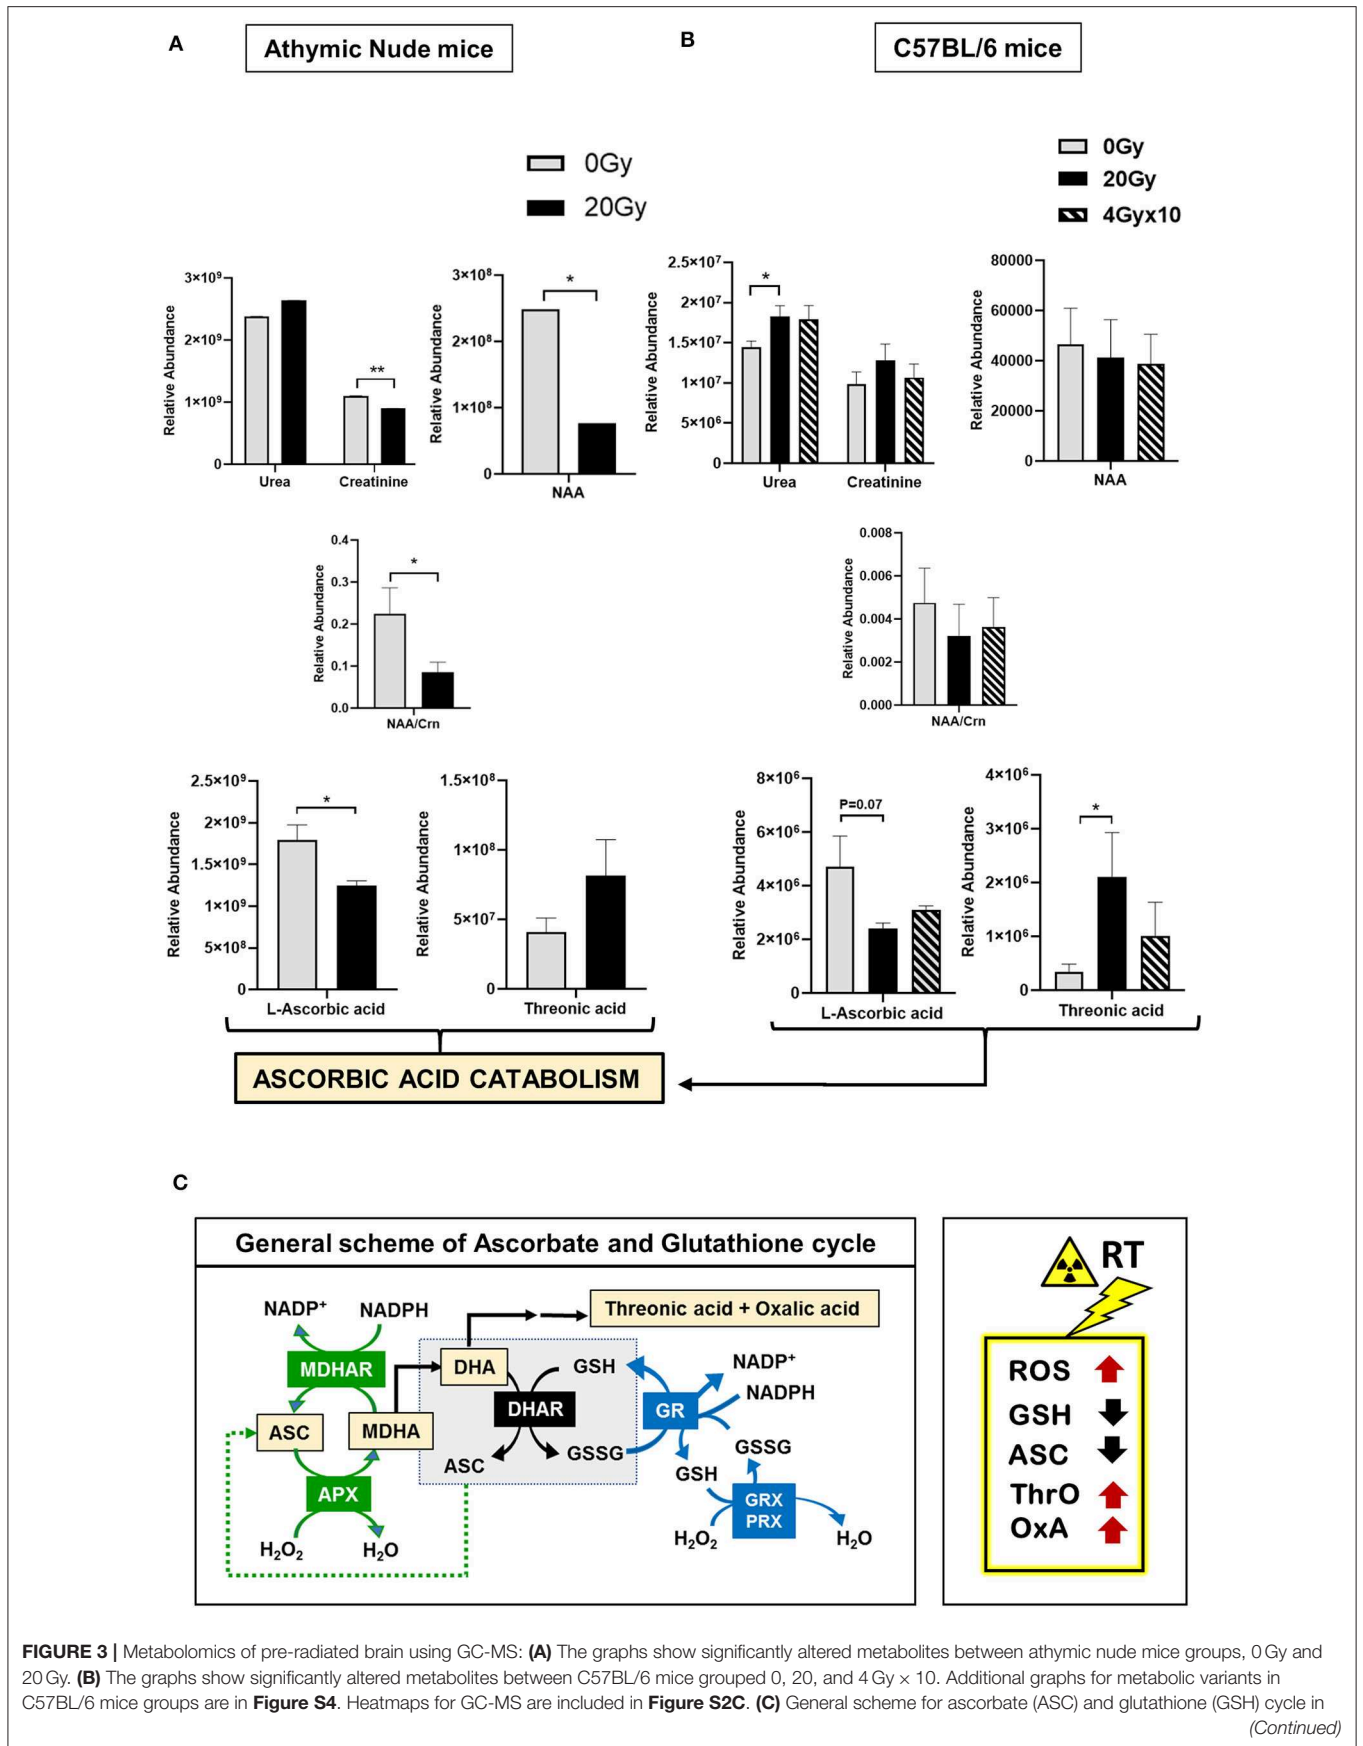 A
Athymic Nude mice
B
C57BL/6 mice
0Gy
20Gy
0Gy
20Gy
4Gyx10
Relative Abundance
3×10⁹
2×10⁹
1×10⁹
0
**
Urea
Creatinine
Relative Abundance
3×10⁸
2×10⁸
1×10⁸
0
*
NAA
Relative Abundance
2.5×10⁷
2×10⁷
1.5×10⁷
1×10⁷
5×10⁶
0
*
Urea
Creatinine
Relative Abundance
80000
60000
40000
20000
0
NAA
Relative Abundance
0.4
0.3
0.2
0.1
0.0
*
NAA/Crn
Relative Abundance
0.008
0.006
0.004
0.002
0.000
NAA/Crn
Relative Abundance
2.5×10⁹
2×10⁹
1.5×10⁹
1×10⁹
5×10⁸
0
*
L-Ascorbic acid
Relative Abundance
1.5×10⁸
1×10⁸
5×10⁷
0
Threonic acid
Relative Abundance
8×10⁶
6×10⁶
4×10⁶
2×10⁶
0
P=0.07
L-Ascorbic acid
Relative Abundance
4×10⁶
3×10⁶
2×10⁶
1×10⁶
0
*
Threonic acid
ASCORBIC ACID CATABOLISM
C
General scheme of Ascorbate and Glutathione cycle
NADP⁺
NADPH
Threonic acid + Oxalic acid
MDHAR
DHA
GSH
NADP⁺
NADPH
ASC
MDHA
DHAR
GR
ASC
GSSG
GSSG
GSH
APX
GRX
PRX
H₂O₂
H₂O
H₂O₂
H₂O
RT
ROS
GSH
ASC
ThrO
OxA
FIGURE 3 | Metabolomics of pre-radiated brain using GC-MS: (A) The graphs show significantly altered metabolites between athymic nude mice groups, 0 Gy and
20 Gy. (B) The graphs show significantly altered metabolites between C57BL/6 mice grouped 0, 20, and 4 Gy × 10. Additional graphs for metabolic variants in
C57BL/6 mice groups are in Figure S4. Heatmaps for GC-MS are included in Figure S2C. (C) General scheme for ascorbate (ASC) and glutathione (GSH) cycle in
(Continued)